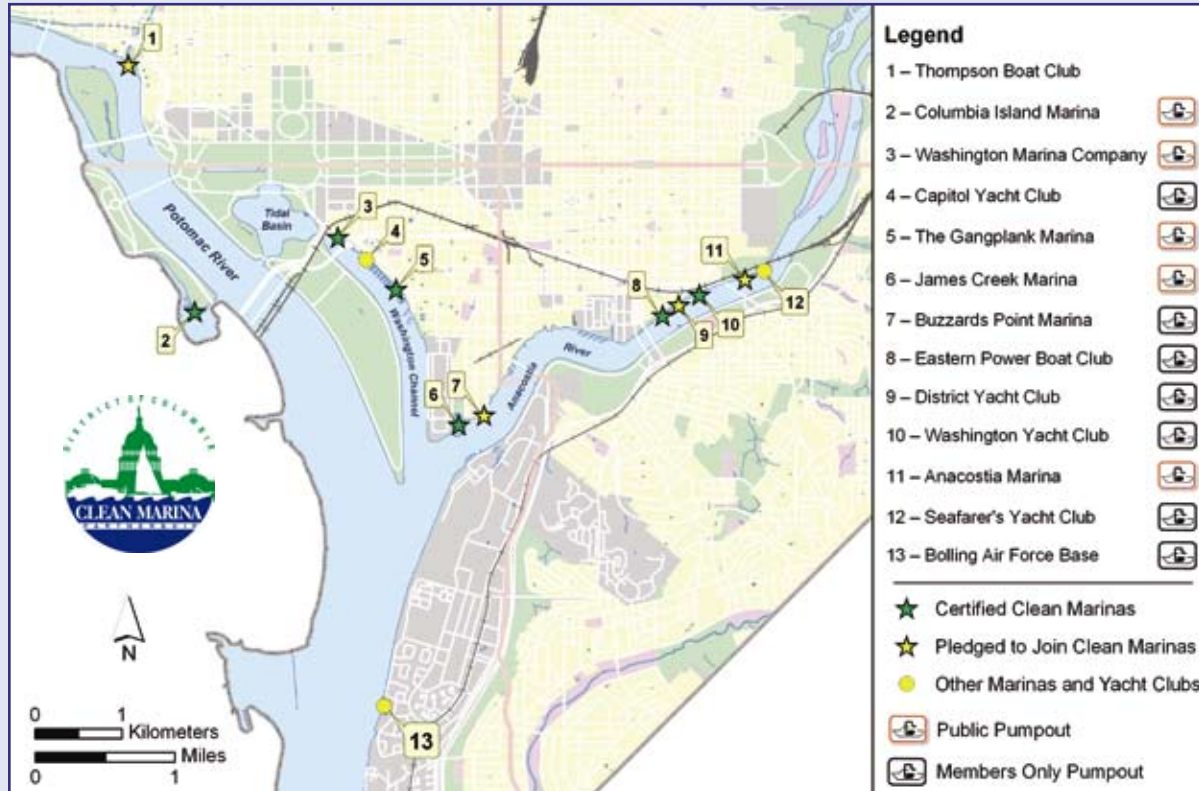 1
Potomac River
Tidal
Basin
3
4
5
Washington Channel
2
11
8
12
10
9
River
Anacostia
7
6
DISTRICT OF COLUMBIA
CLEAN MARINA
PARTNERSHIP
N
0 1
Kilometers
Miles
0 1
13
Legend
1 – Thompson Boat Club
2 – Columbia Island Marina
3 – Washington Marina Company
4 – Capitol Yacht Club
5 – The Gangplank Marina
6 – James Creek Marina
7 – Buzzards Point Marina
8 – Eastern Power Boat Club
9 – District Yacht Club
10 – Washington Yacht Club
11 – Anacostia Marina
12 – Seafarer's Yacht Club
13 – Bolling Air Force Base
Certified Clean Marinas
Pledged to Join Clean Marinas
Other Marinas and Yacht Clubs
Public Pumpout
Members Only Pumpout